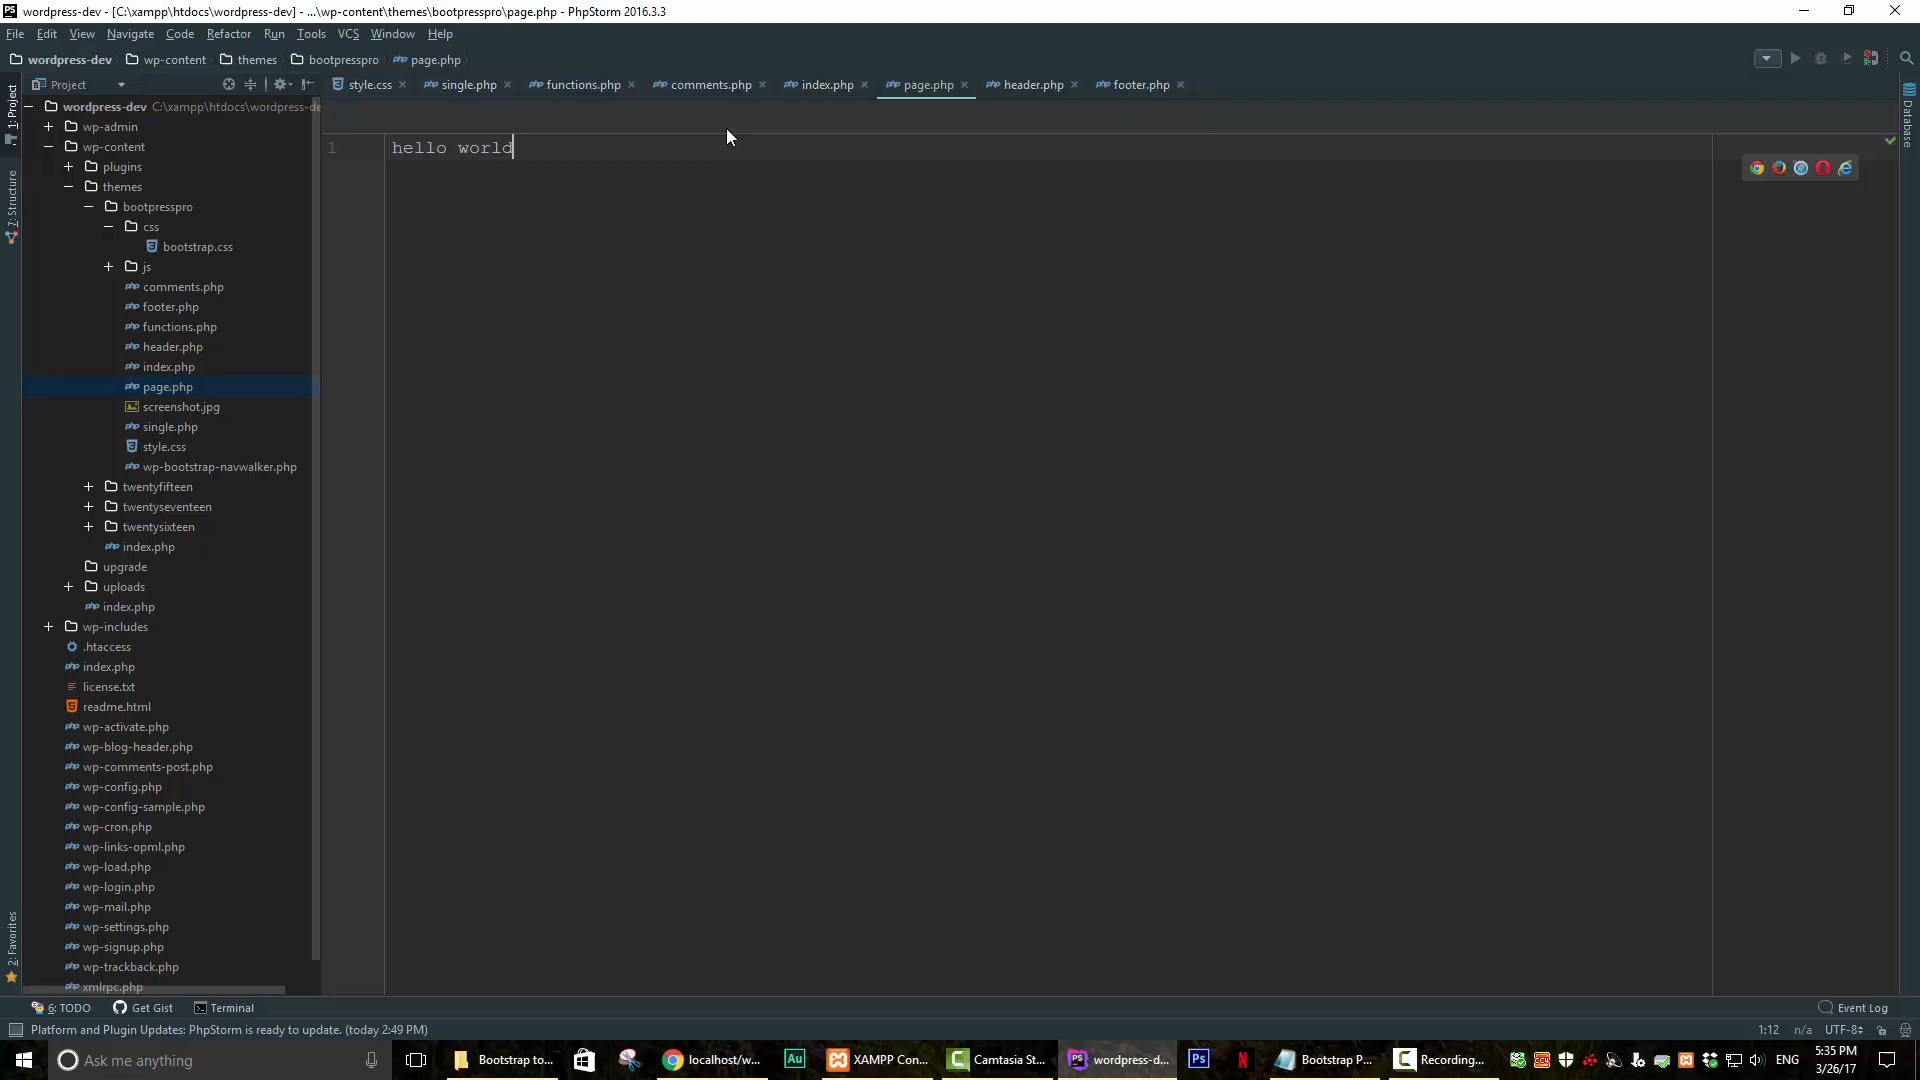 wordpress-dev - [C:\xampp\htdocs\wordpress-dev] - ...\wp-content\themes\bootpresspro\page.php - PhpStorm 2016.3.3
File Edit View Navigate Code Refactor Run Tools VCS Window Help
wordpress-dev wp-content themes bootpresspro page.php
Project style.css single.php functions.php comments.php index.php page.php header.php footer.php
1: Project
7: Structure
2: Favorites
Database
wordpress-dev C:\xampp\htdocs\wordpress-de
wp-admin
wp-content
plugins
themes
bootpresspro
css
bootstrap.css
js
comments.php
footer.php
functions.php
header.php
index.php
page.php
screenshot.jpg
single.php
style.css
wp-bootstrap-navwalker.php
twentyfifteen
twentyseventeen
twentysixteen
index.php
upgrade
uploads
index.php
wp-includes
.htaccess
index.php
license.txt
readme.html
wp-activate.php
wp-blog-header.php
wp-comments-post.php
wp-config.php
wp-config-sample.php
wp-cron.php
wp-links-opml.php
wp-load.php
wp-login.php
wp-mail.php
wp-settings.php
wp-signup.php
wp-trackback.php
xmlrpc.php
1 hello world
6: TODO Get Gist Terminal Event Log
Platform and Plugin Updates: PhpStorm is ready to update. (today 2:49 PM) 1:12 n/a UTF-8
Ask me anything Bootstrap to... localhost/w... Au XAMPP Con... Camtasia St... wordpress-d... Ps Bootstrap P... Recording... ENG
5:35 PM
3/26/17